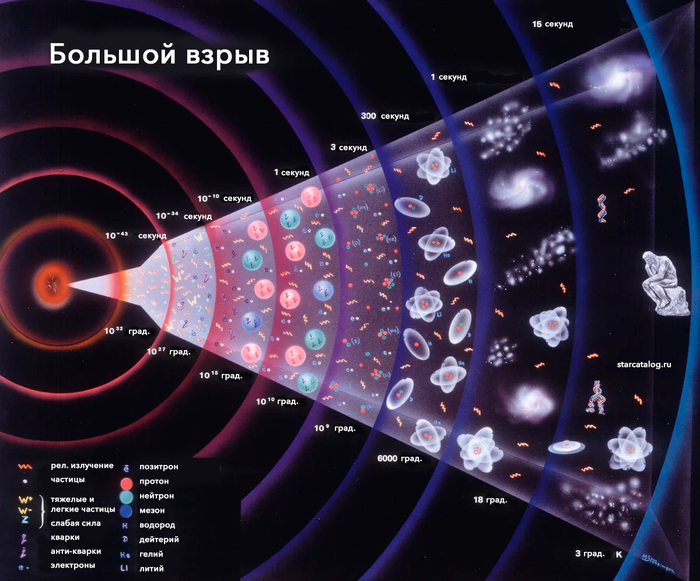 Большой взрыв
15 секунд
1 секунд
300 секунд
3 секунд
1 секунд
10⁻¹⁰ секунд
10⁻³⁴ секунд
10⁻⁴³ секунд
10³² град.
10²⁷ град.
10¹⁵ град.
10¹⁰ град.
10⁹ град.
6000 град.
18 град.
3 град. К
starcatalog.ru
рел. излучение
частицы
W⁺ тяжелые и
W⁻ легкие частицы
Z слабая сила
кварки
анти-кварки
e- электроны
ē позитрон
протон
нейтрон
мезон
H водород
D дейтерий
He гелий
Li литий